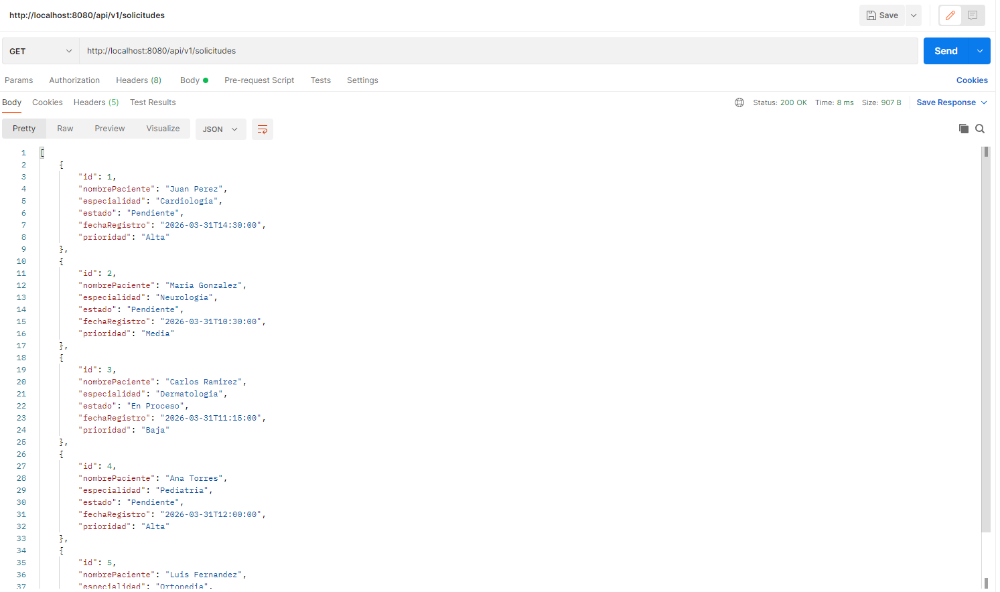 http://localhost:8080/api/v1/solicitudes
Save
GET
http://localhost:8080/api/v1/solicitudes
Send
Params Authorization Headers (8) Body Pre-request Script Tests Settings Cookies
Body Cookies Headers (5) Test Results Status: 200 OK Time: 8 ms Size: 907 B Save Response
Pretty Raw Preview Visualize JSON
1 [
2 {
3 "id": 1,
4 "nombrePaciente": "Juan Perez",
5 "especialidad": "Cardiologia",
6 "estado": "Pendiente",
7 "fechaRegistro": "2026-03-31T14:30:00",
8 "prioridad": "Alta"
9 },
10 {
11 "id": 2,
12 "nombrePaciente": "Maria Gonzalez",
13 "especialidad": "Neurologia",
14 "estado": "Pendiente",
15 "fechaRegistro": "2026-03-31T10:30:00",
16 "prioridad": "Media"
17 },
18 {
19 "id": 3,
20 "nombrePaciente": "Carlos Ramirez",
21 "especialidad": "Dermatologia",
22 "estado": "En Proceso",
23 "fechaRegistro": "2026-03-31T11:15:00",
24 "prioridad": "Baja"
25 },
26 {
27 "id": 4,
28 "nombrePaciente": "Ana Torres",
29 "especialidad": "Pediatria",
30 "estado": "Pendiente",
31 "fechaRegistro": "2026-03-31T12:00:00",
32 "prioridad": "Alta"
33 },
34 {
35 "id": 5,
36 "nombrePaciente": "Luis Fernandez",
37 "especialidad": "Ortopedia",